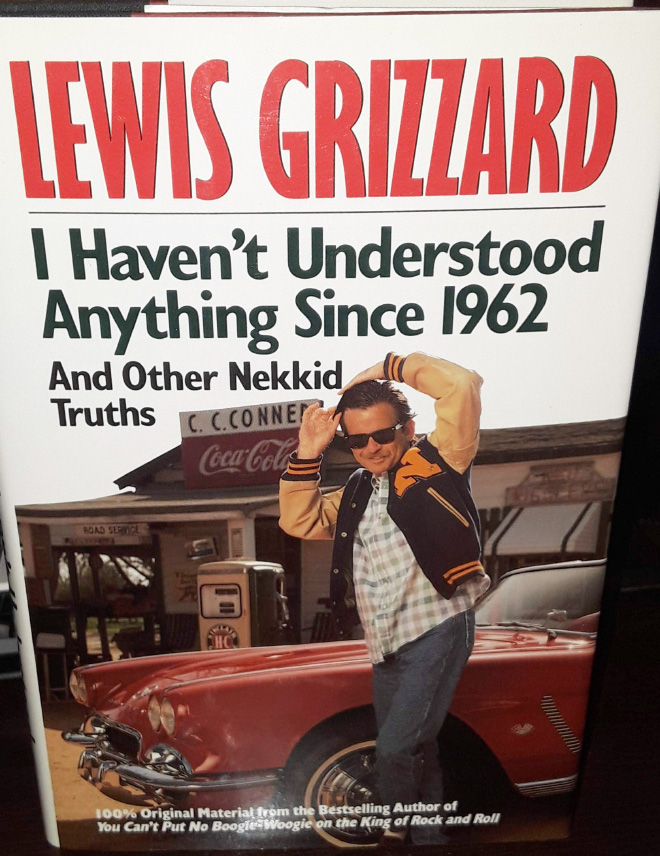 LEWIS GRIZZARD
I Haven't Understood
Anything Since 1962
And Other Nekkid
Truths
C. C. CONNER
Coca-Cola
ROAD SERVICE
N
100% Original Material from the Bestselling Author of
You Can't Put No Boogie-Woogie on the King of Rock and Roll